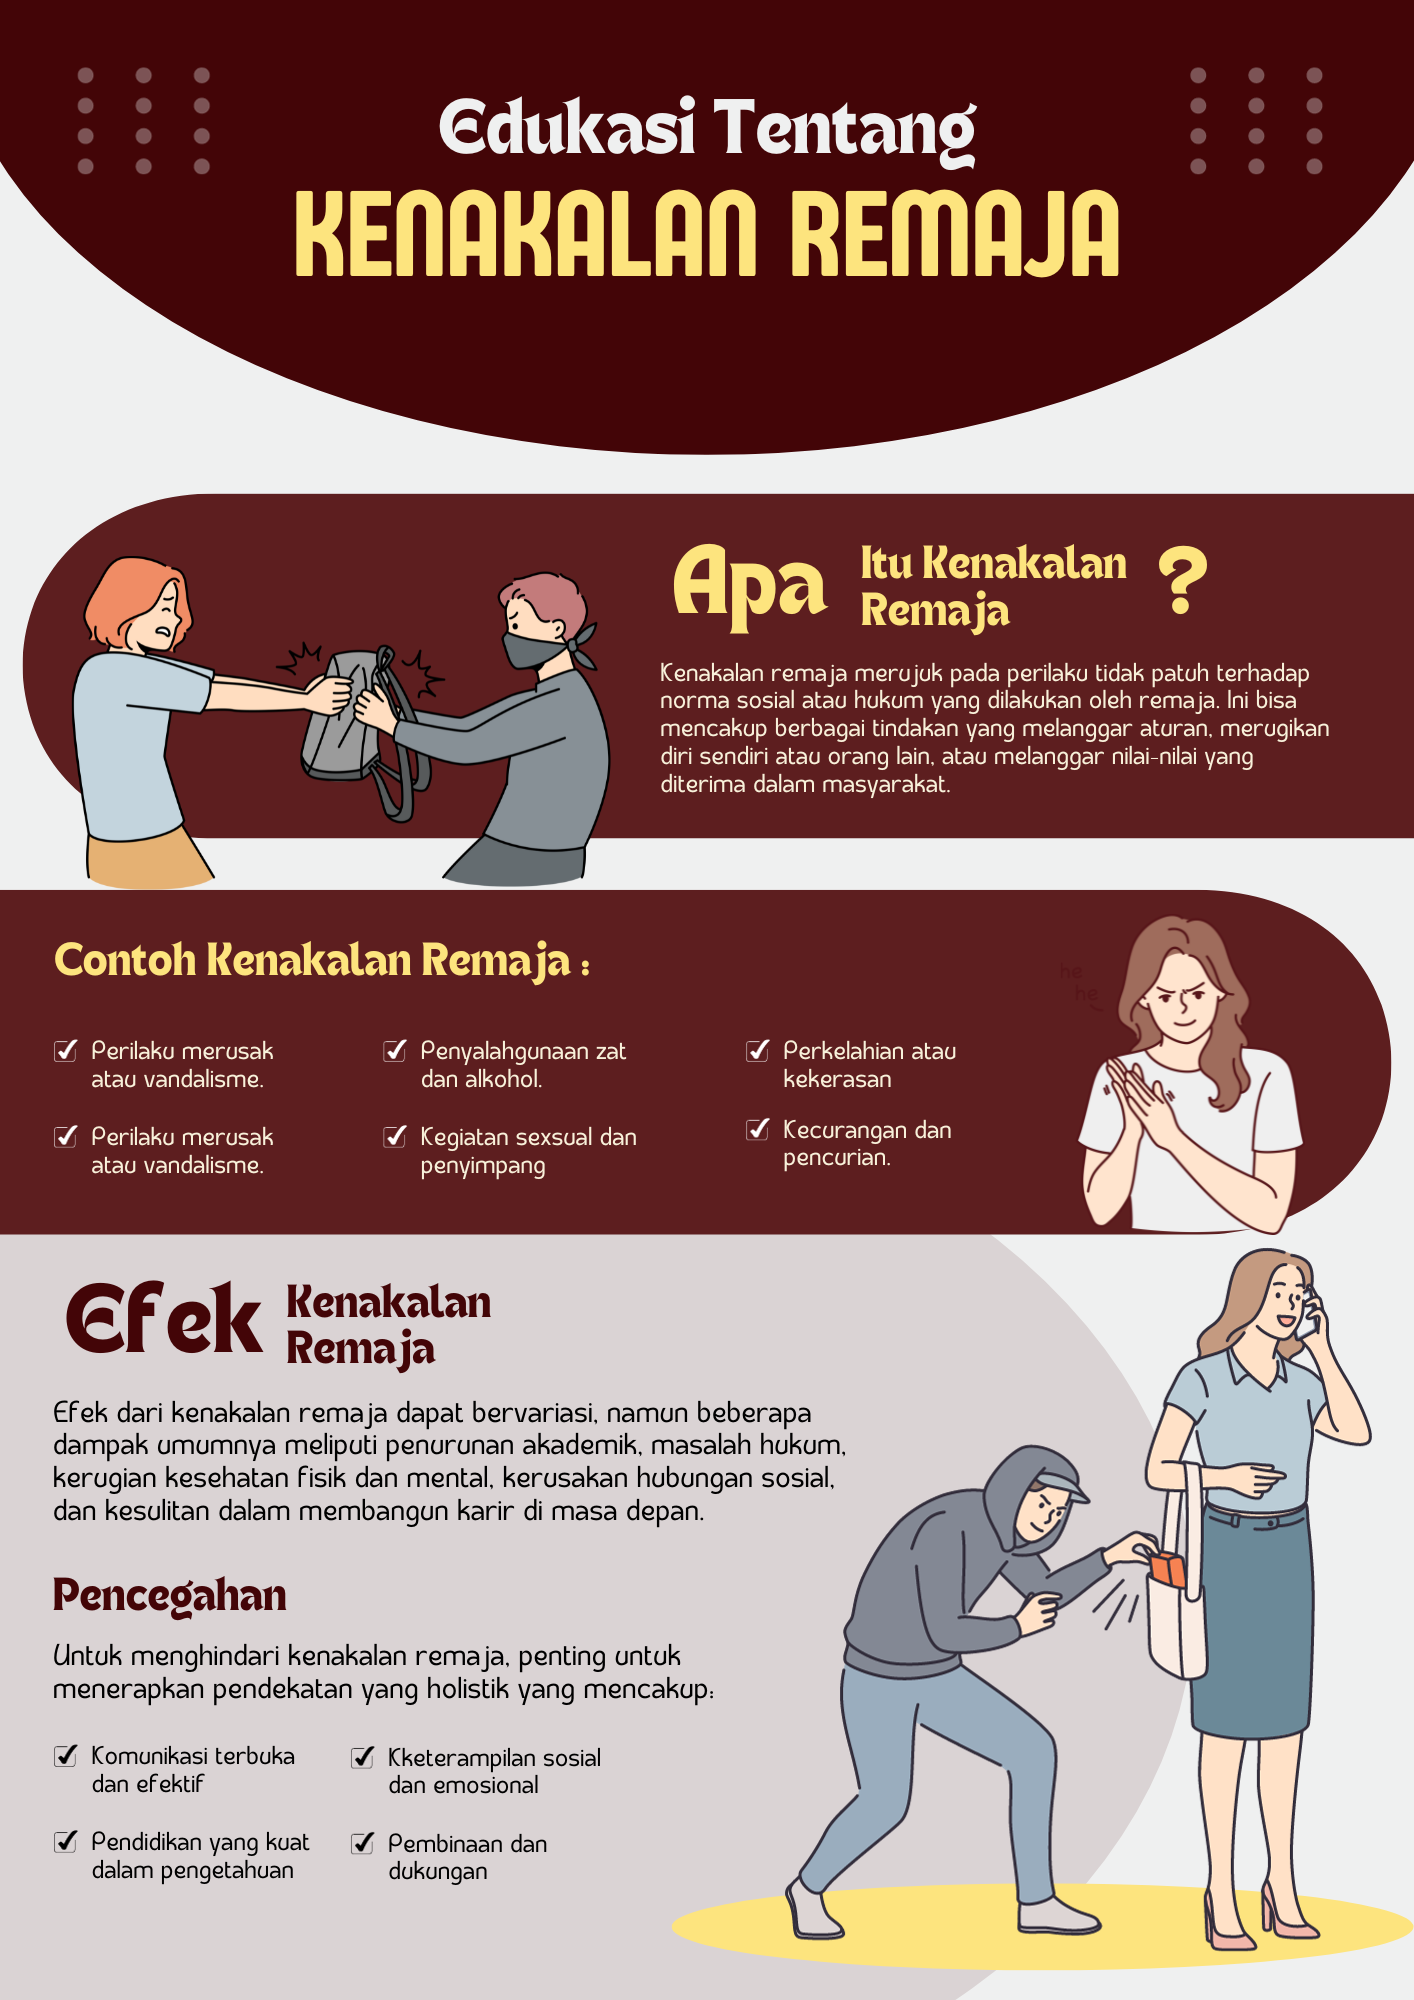 Edukasi Tentang
KENAKALAN REMAJA
Apa Itu Kenakalan Remaja ?
Kenakalan remaja merujuk pada perilaku tidak patuh terhadap
norma sosial atau hukum yang dilakukan oleh remaja. Ini bisa
mencakup berbagai tindakan yang melanggar aturan, merugikan
diri sendiri atau orang lain, atau melanggar nilai-nilai yang
diterima dalam masyarakat.
Contoh Kenakalan Remaja :
he
he
Perilaku merusak
atau vandalisme.
Perilaku merusak
atau vandalisme.
Penyalahgunaan zat
dan alkohol.
Kegiatan sexsual dan
penyimpang
Perkelahian atau
kekerasan
Kecurangan dan
pencurian.
Efek Kenakalan
Remaja
Efek dari kenakalan remaja dapat bervariasi, namun beberapa
dampak umumnya meliputi penurunan akademik, masalah hukum,
kerugian kesehatan fisik dan mental, kerusakan hubungan sosial,
dan kesulitan dalam membangun karir di masa depan.
Pencegahan
Untuk menghindari kenakalan remaja, penting untuk
menerapkan pendekatan yang holistik yang mencakup:
Komunikasi terbuka
dan efektif
Pendidikan yang kuat
dalam pengetahuan
Kketerampilan sosial
dan emosional
Pembinaan dan
dukungan